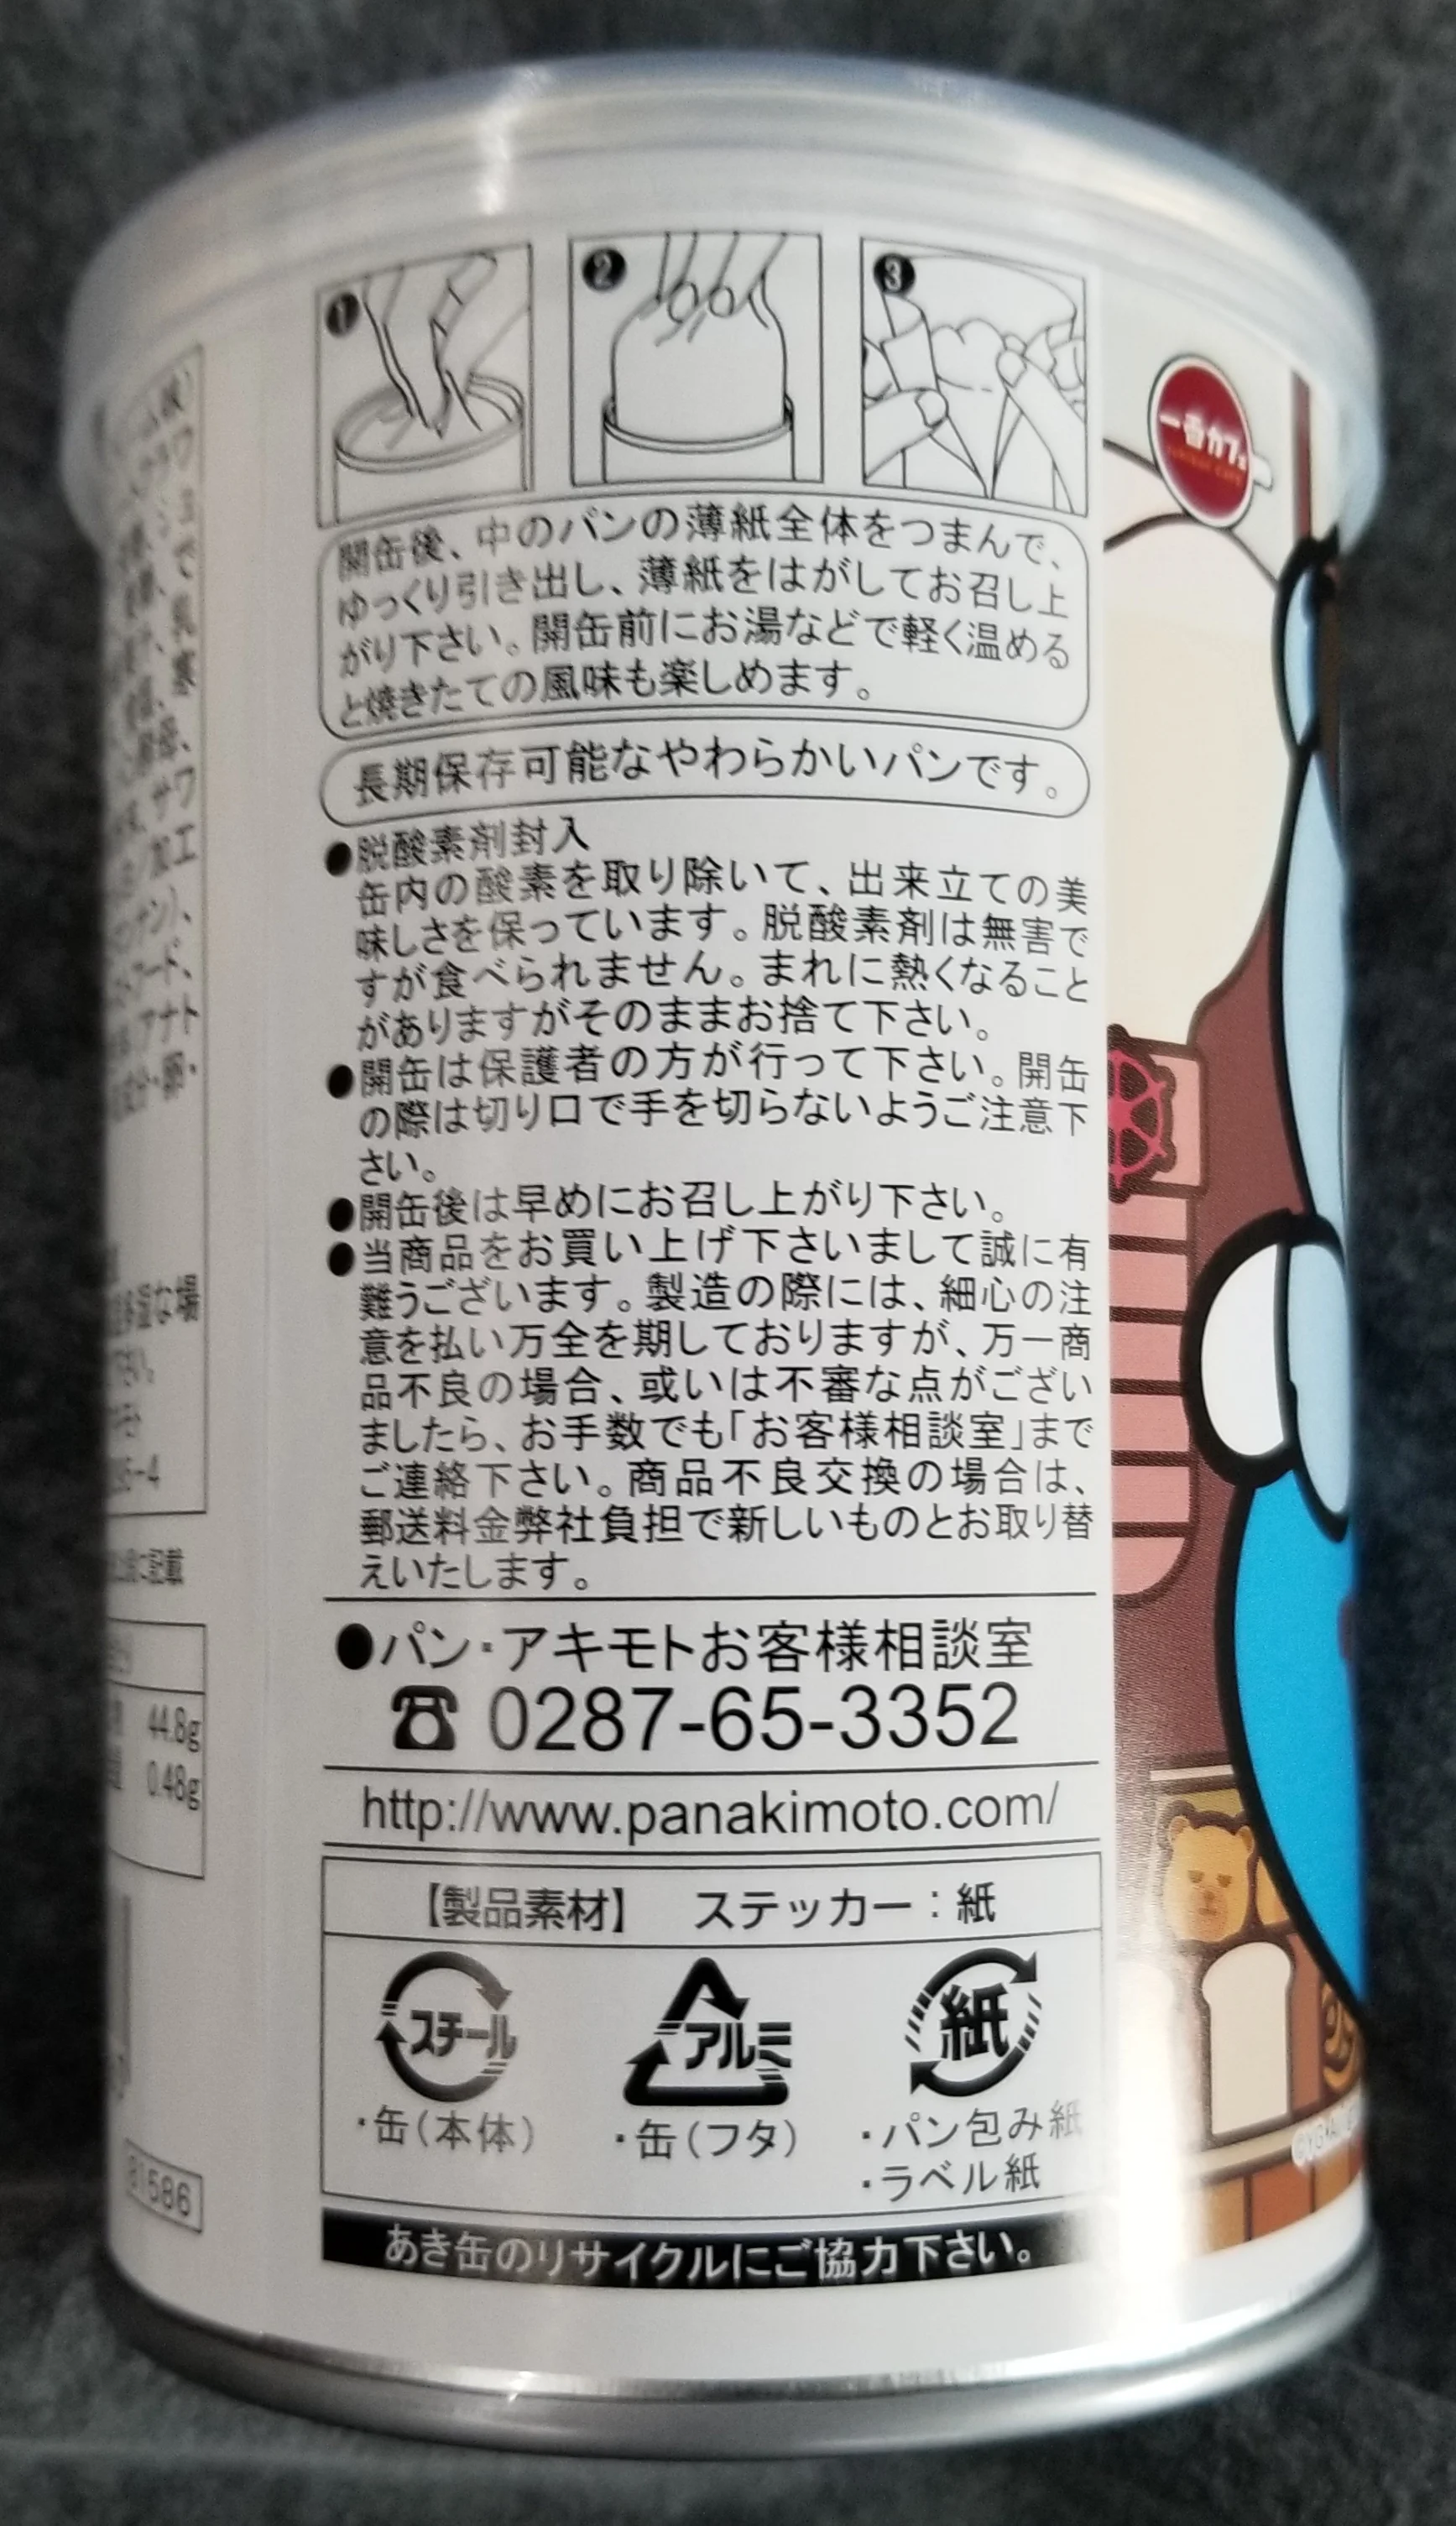 ❶
❷
❸
開缶後、中のパンの薄紙全体をつまんで、
ゆっくり引き出し、薄紙をはがしてお召し上
がり下さい。開缶前にお湯などで軽く温める
と焼きたての風味も楽しめます。
長期保存可能なやわらかいパンです。
●脱酸素剤封入
缶内の酸素を取り除いて、出来立ての美
味しさを保っています。脱酸素剤は無害で
すが食べられません。まれに熱くなること
がありますがそのままお捨て下さい。
●開缶は保護者の方が行って下さい。開缶
の際は切り口で手を切らないようご注意下
さい。
●開缶後は早めにお召し上がり下さい。
●当商品をお買い上げ下さいまして誠に有
難うございます。製造の際には、細心の注
意を払い万全を期しておりますが、万一商
品不良の場合、或いは不審な点がござい
ましたら、お手数でも「お客様相談室」まで
ご連絡下さい。商品不良交換の場合は、
郵送料金弊社負担で新しいものとお取り替
えいたします。
●パン・アキモトお客様相談室
☎0287-65-3352
http://www.panakimoto.com/
【製品素材】 ステッカー：紙
スチール
・缶（本体）
アルミ
・缶（フタ）
紙
・パン包み紙
・ラベル紙
あき缶のリサイクルにご協力下さい。
一番カフェ
サワ
加工
アナト
な場
記載
44.8g
0.48g
81586